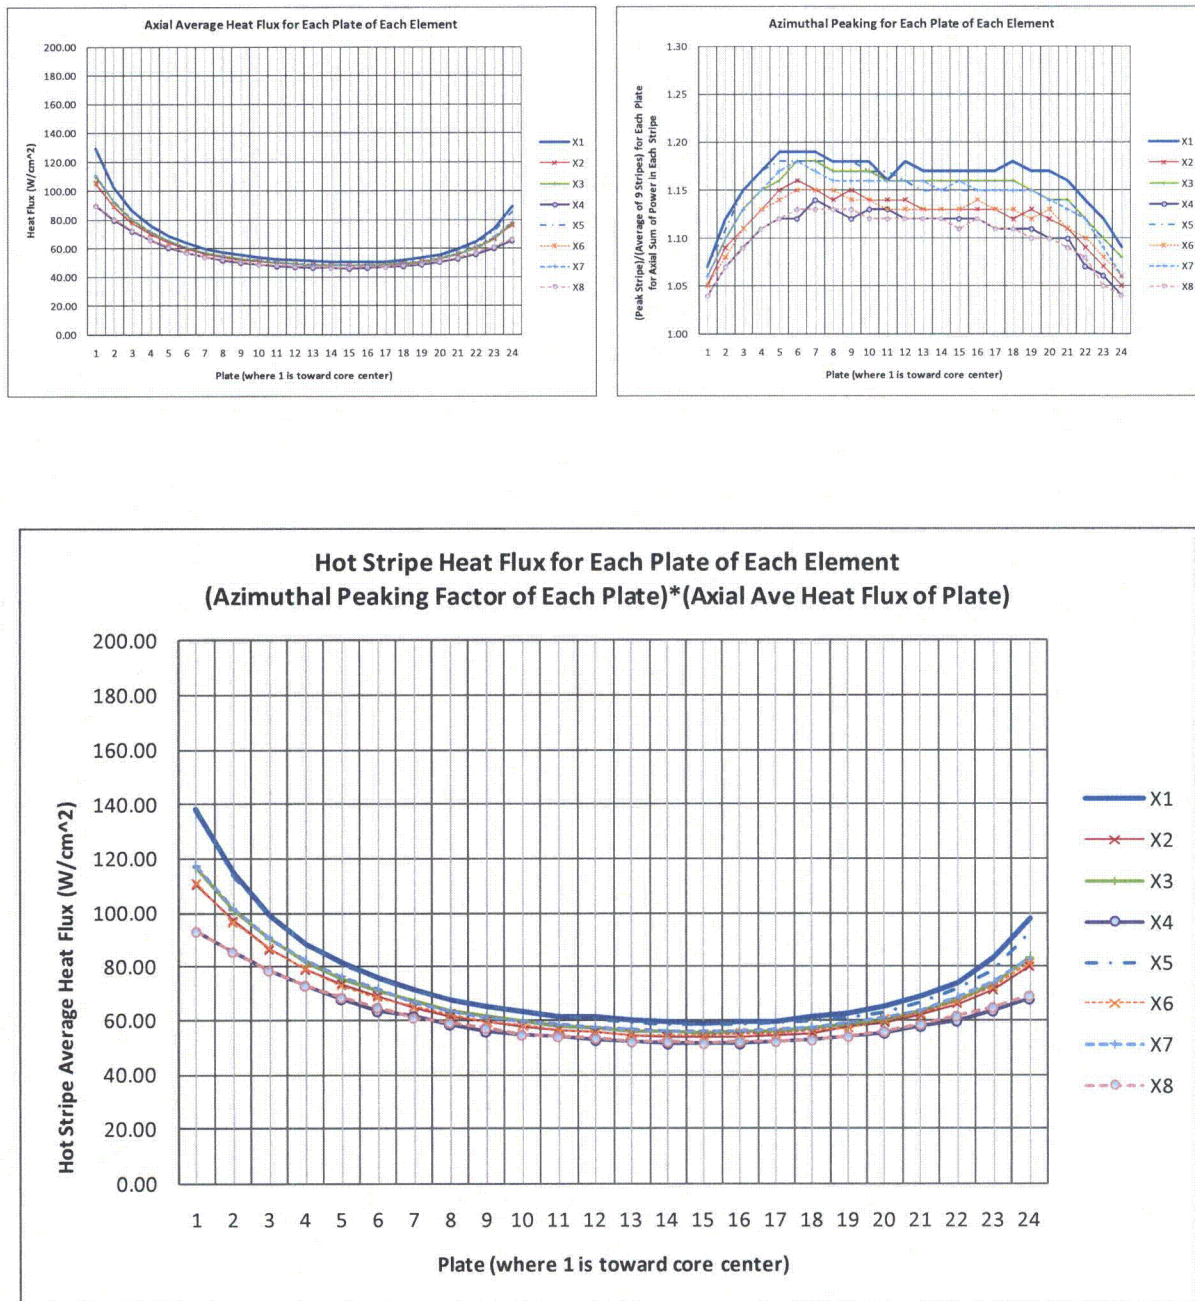 Axial Average Heat Flux for Each Plate of Each Element
200.00
180.00
160.00
140.00
120.00
100.00
80.00
60.00
40.00
20.00
0.00
Heat Flux (W/cm^2)
1 2 3 4 5 6 7 8 9 10 11 12 13 14 15 16 17 18 19 20 21 22 23 24
Plate (where 1 is toward core center)
X1
X2
X3
X4
X5
X6
X7
X8
Azimuthal Peaking for Each Plate of Each Element
1.30
1.25
1.20
1.15
1.10
1.05
1.00
(Peak Stripe)/(Average of 9 Stripes) for Each Plate
for Axial Sum of Power in Each Stripe
1 2 3 4 5 6 7 8 9 10 11 12 13 14 15 16 17 18 19 20 21 22 23 24
Plate (where 1 is toward core center)
X1
X2
X3
X4
X5
X6
X7
X8
Hot Stripe Heat Flux for Each Plate of Each Element
(Azimuthal Peaking Factor of Each Plate)*(Axial Ave Heat Flux of Plate)
200.00
180.00
160.00
140.00
120.00
100.00
80.00
60.00
40.00
20.00
0.00
Hot Stripe Average Heat Flux (W/cm^2)
1 2 3 4 5 6 7 8 9 10 11 12 13 14 15 16 17 18 19 20 21 22 23 24
Plate (where 1 is toward core center)
X1
X2
X3
X4
X5
X6
X7
X8